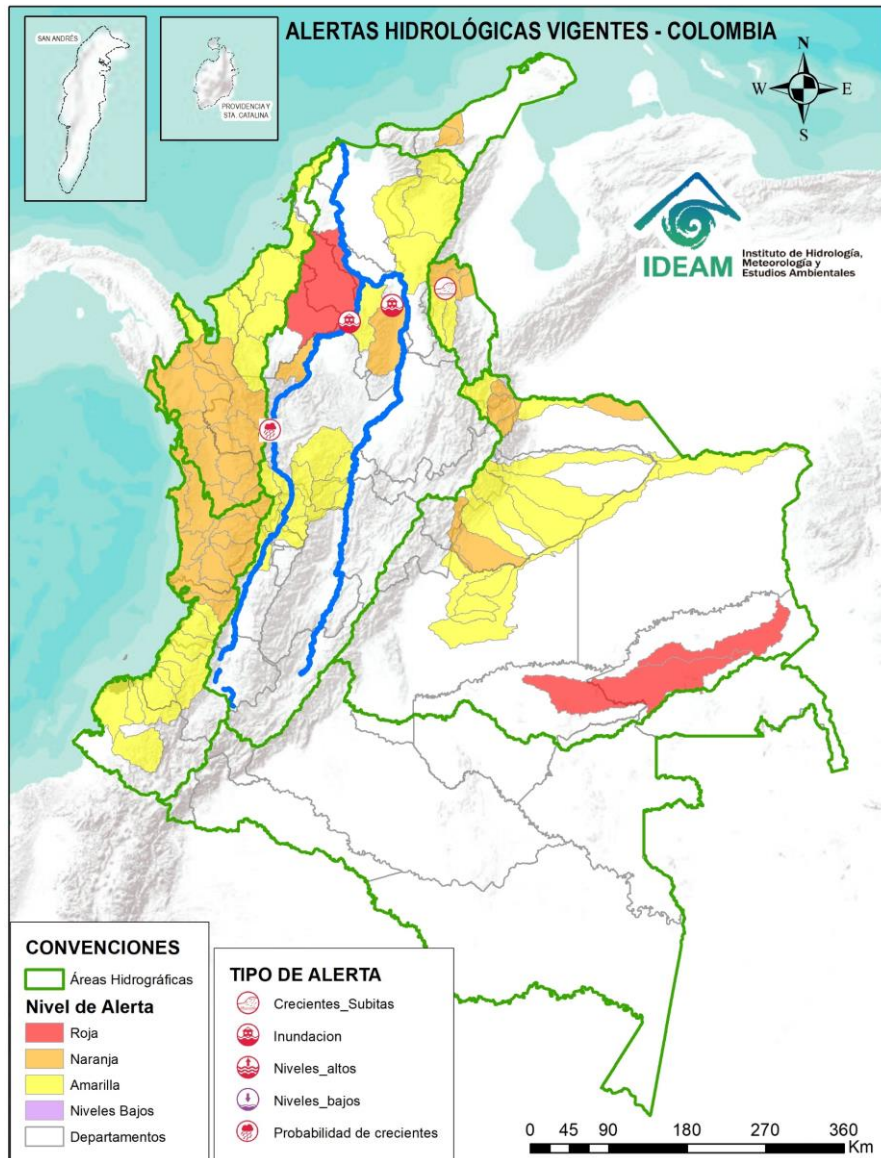 SAN ANDRÉS
PROVIDENCIA Y
STA. CATALINA
ALERTAS HIDROLÓGICAS VIGENTES - COLOMBIA
N
W
E
S
IDEAM
Instituto de Hidrología,
Meteorología y
Estudios Ambientales
CONVENCIONES
Áreas Hidrográficas
Nivel de Alerta
Roja
Naranja
Amarilla
Niveles Bajos
Departamentos
TIPO DE ALERTA
Crecientes_Subitas
Inundacion
Niveles_altos
Niveles_bajos
Probabilidad de crecientes
0 45 90 180 270 360
Km